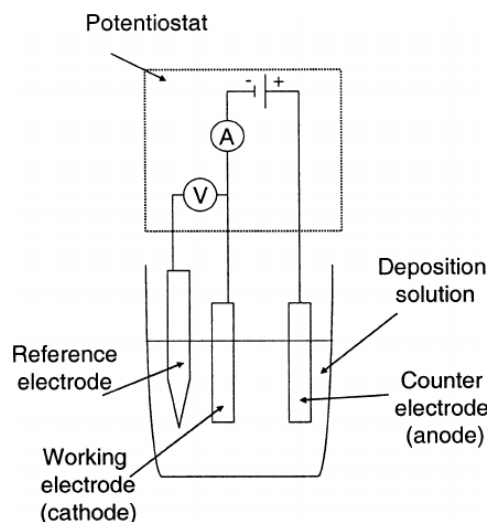 Potentiostat
- +
A
V
Deposition
solution
Reference
electrode
Counter
electrode
(anode)
Working
electrode
(cathode)